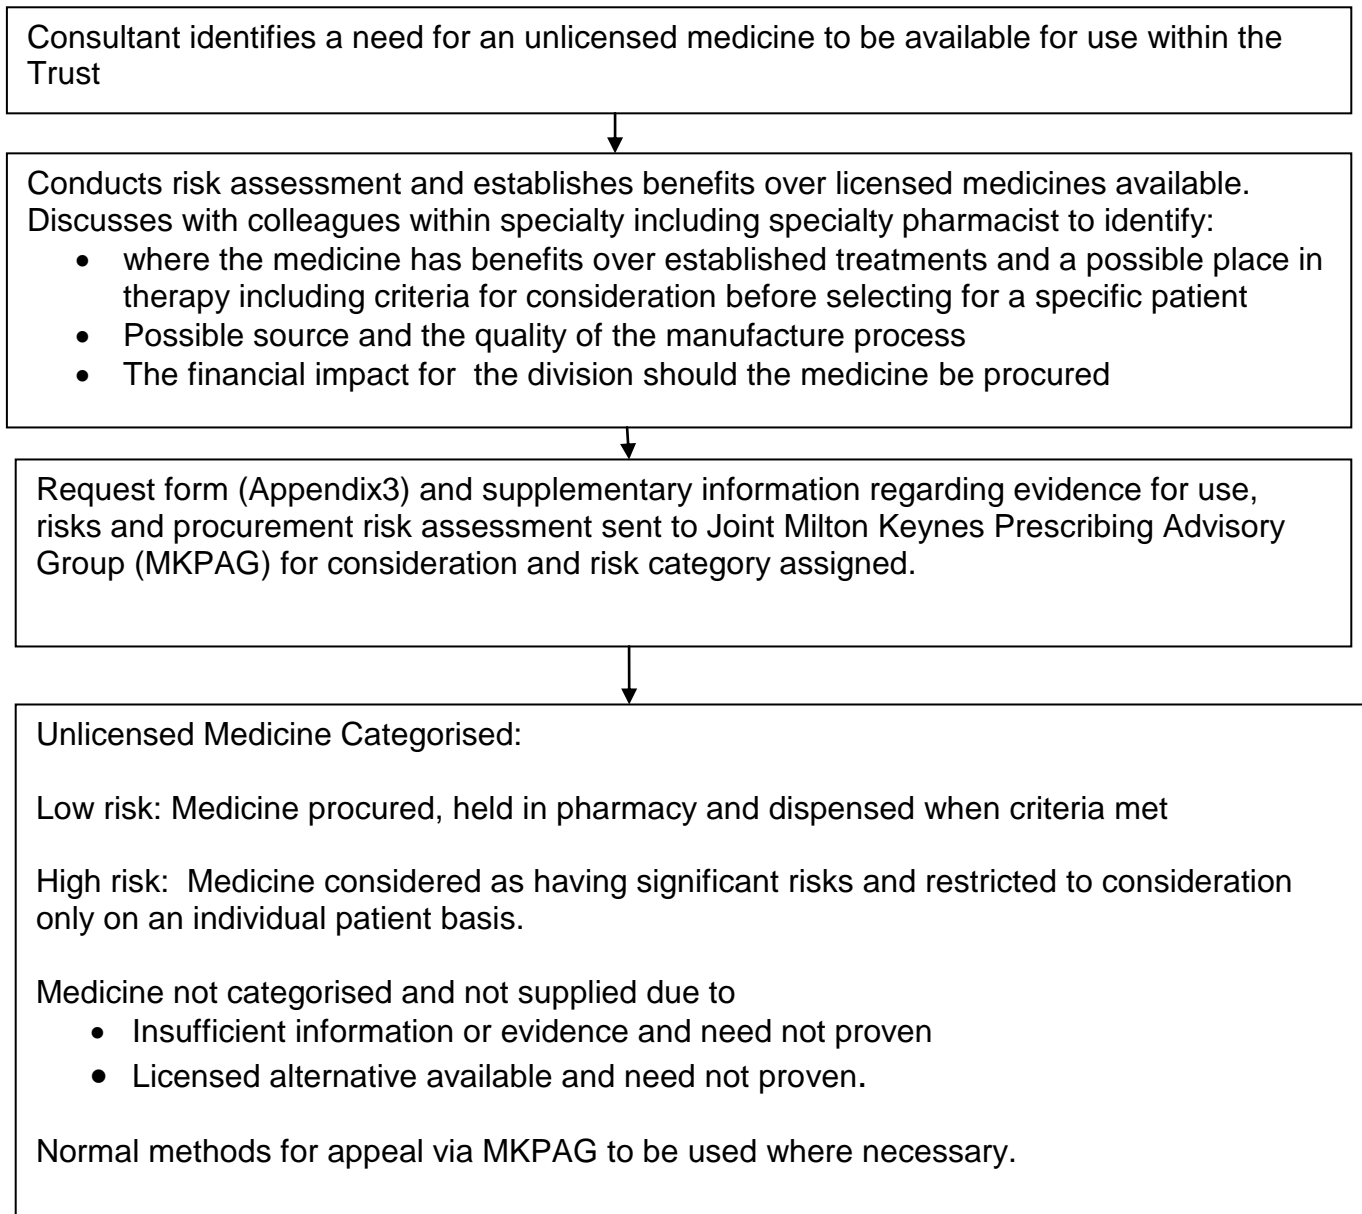 Consultant identifies a need for an unlicensed medicine to be available for use within the
Trust
Conducts risk assessment and establishes benefits over licensed medicines available.
Discusses with colleagues within specialty including specialty pharmacist to identify:
• where the medicine has benefits over established treatments and a possible place in
therapy including criteria for consideration before selecting for a specific patient
• Possible source and the quality of the manufacture process
• The financial impact for the division should the medicine be procured
Request form (Appendix3) and supplementary information regarding evidence for use,
risks and procurement risk assessment sent to Joint Milton Keynes Prescribing Advisory
Group (MKPAG) for consideration and risk category assigned.
Unlicensed Medicine Categorised:
Low risk: Medicine procured, held in pharmacy and dispensed when criteria met
High risk: Medicine considered as having significant risks and restricted to consideration
only on an individual patient basis.
Medicine not categorised and not supplied due to
• Insufficient information or evidence and need not proven
• Licensed alternative available and need not proven.
Normal methods for appeal via MKPAG to be used where necessary.